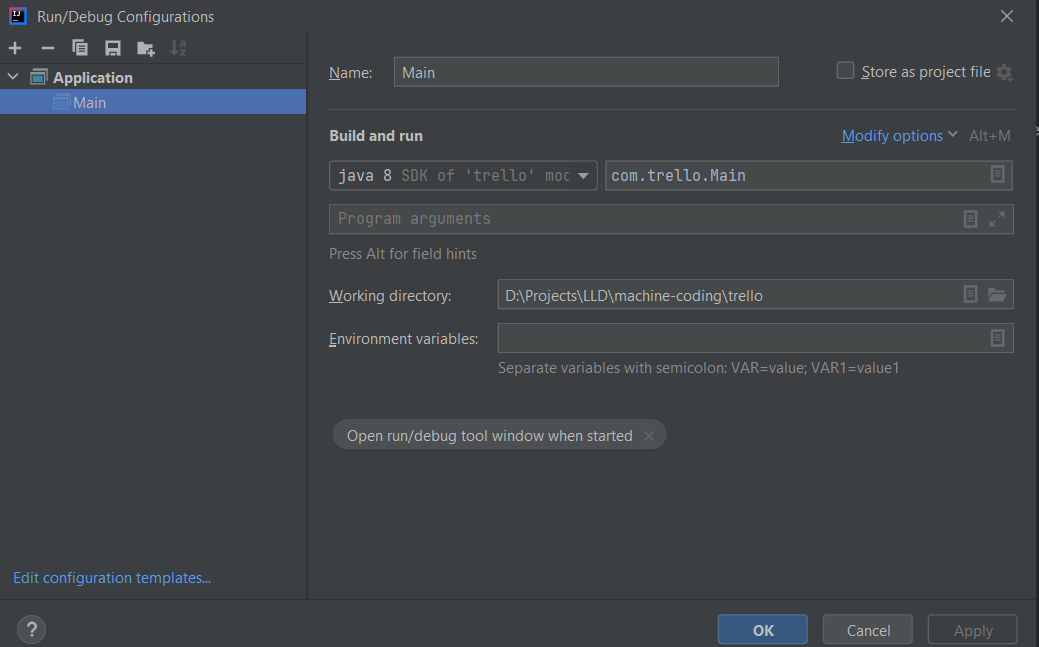 Run/Debug Configurations
Application
Main
Name: Main
Store as project file
Build and run
Modify options Alt+M
java 8 SDK of 'trello' mod com.trello.Main
Program arguments
Press Alt for field hints
Working directory: D:\Projects\LLD\machine-coding\trello
Environment variables:
Separate variables with semicolon: VAR=value; VAR1=value1
Open run/debug tool window when started
Edit configuration templates...
?
OK Cancel Apply